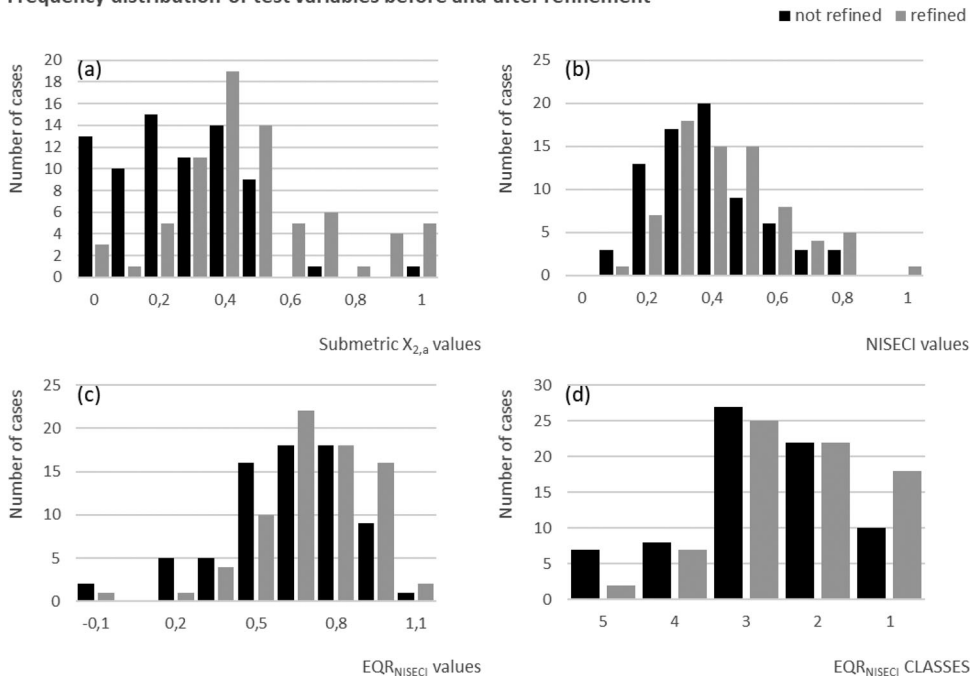 Frequency distribution of test variables before and after refinement
not refined refined
(a)
Number of cases
20
18
16
14
12
10
8
6
4
2
0
0 0,2 0,4 0,6 0,8 1
Submetric X2,a values
(b)
Number of cases
25
20
15
10
5
0
0 0,2 0,4 0,6 0,8 1
NISECI values
(c)
Number of cases
25
20
15
10
5
0
-0,1 0,2 0,5 0,8 1,1
EQRNISECI values
(d)
Number of cases
30
25
20
15
10
5
0
5 4 3 2 1
EQRNISECI CLASSES